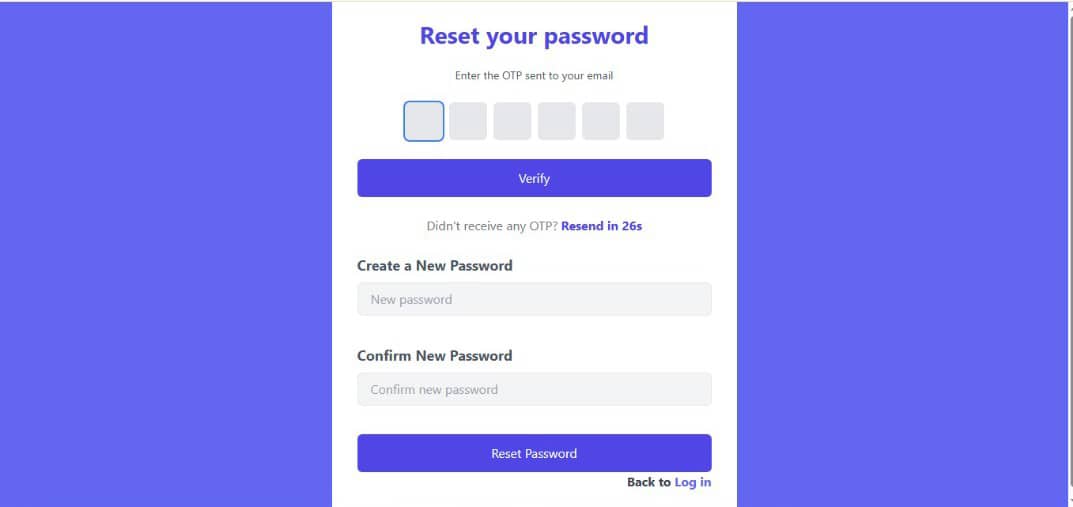 Reset your password
Enter the OTP sent to your email
Verify
Didn't receive any OTP? Resend in 26s
Create a New Password
New password
Confirm New Password
Confirm new password
Reset Password
Back to Log in